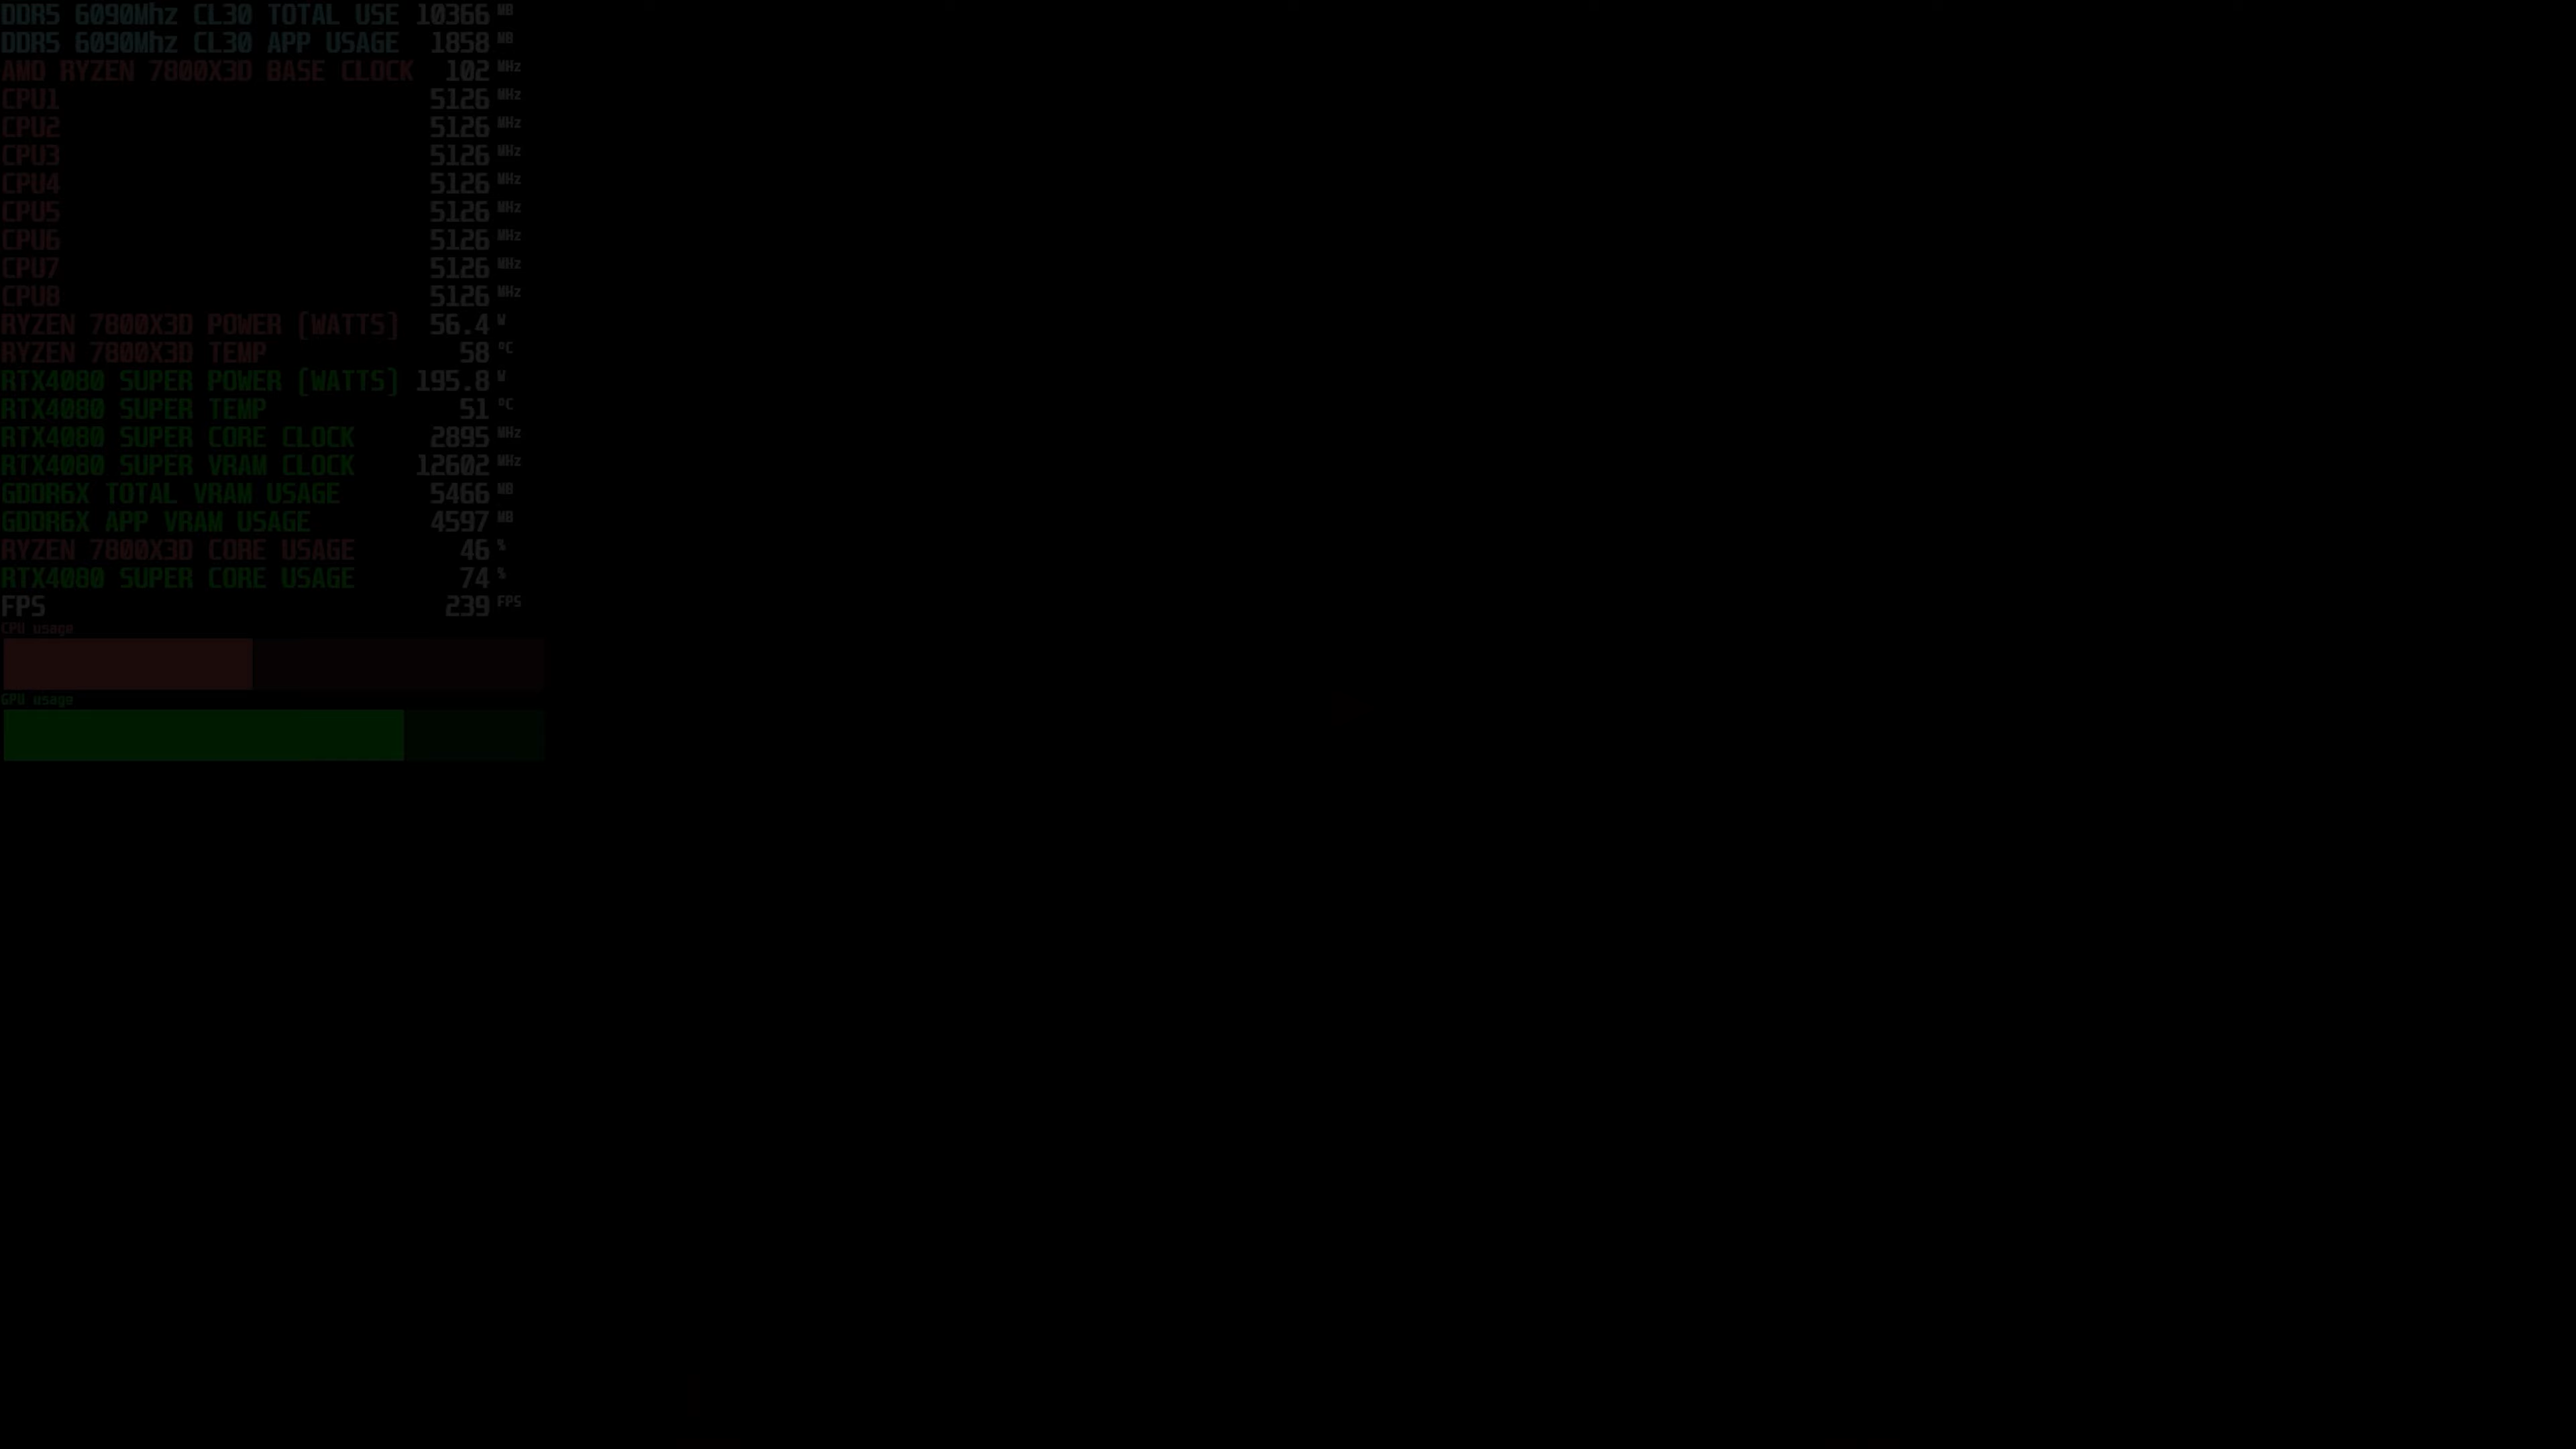 DDR5 6090Mhz CL30 TOTAL USE 10366 MB
DDR5 6090Mhz CL30 APP USAGE 1858 MB
AMD RYZEN 7800X3D BASE CLOCK 102 MHz
CPU1 5126 MHz
CPU2 5126 MHz
CPU3 5126 MHz
CPU4 5126 MHz
CPU5 5126 MHz
CPU6 5126 MHz
CPU7 5126 MHz
CPU8 5126 MHz
RYZEN 7800X3D POWER (WATTS) 56.4 W
RYZEN 7800X3D TEMP 58 °C
RTX4080 SUPER POWER (WATTS) 195.8 W
RTX4080 SUPER TEMP 51 °C
RTX4080 SUPER CORE CLOCK 2895 MHz
RTX4080 SUPER VRAM CLOCK 12602 MHz
GDDR6X TOTAL VRAM USAGE 5466 MB
GDDR6X APP VRAM USAGE 4597 MB
RYZEN 7800X3D CORE USAGE 46 %
RTX4080 SUPER CORE USAGE 74 %
FPS 239 FPS
CPU usage
GPU usage